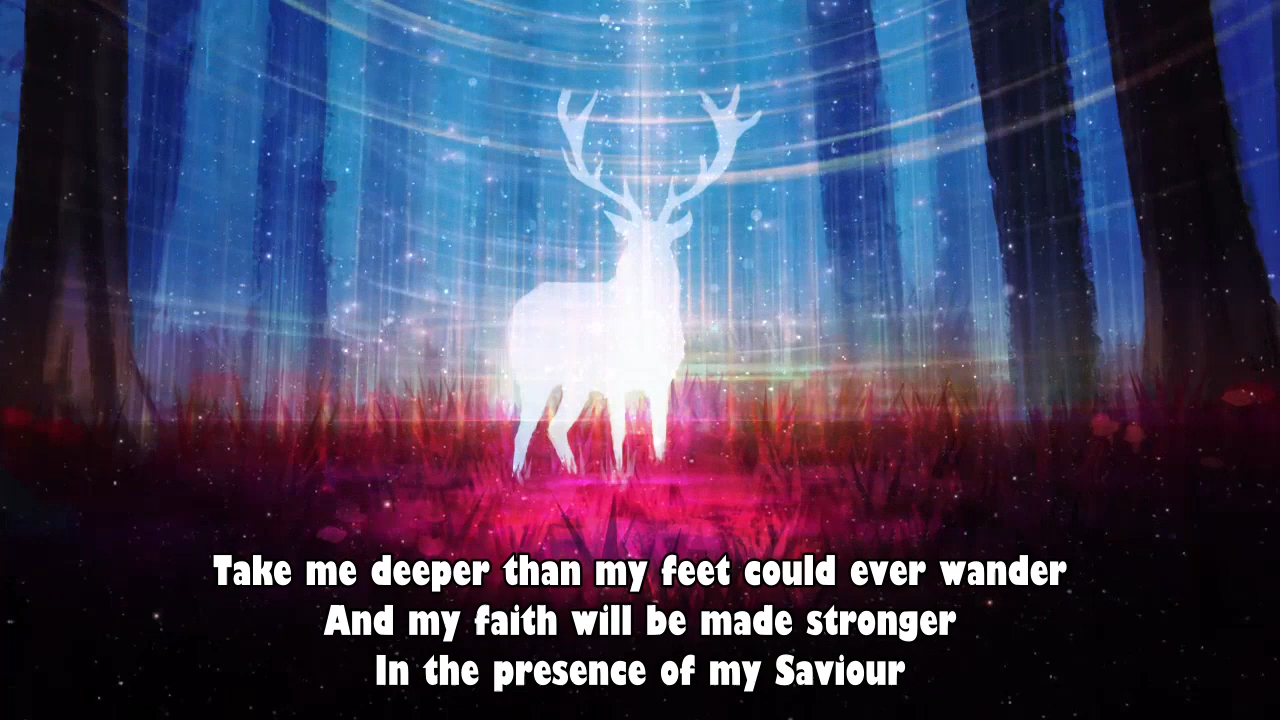 Take me deeper than my feet could ever wander
And my faith will be made stronger
In the presence of my Saviour